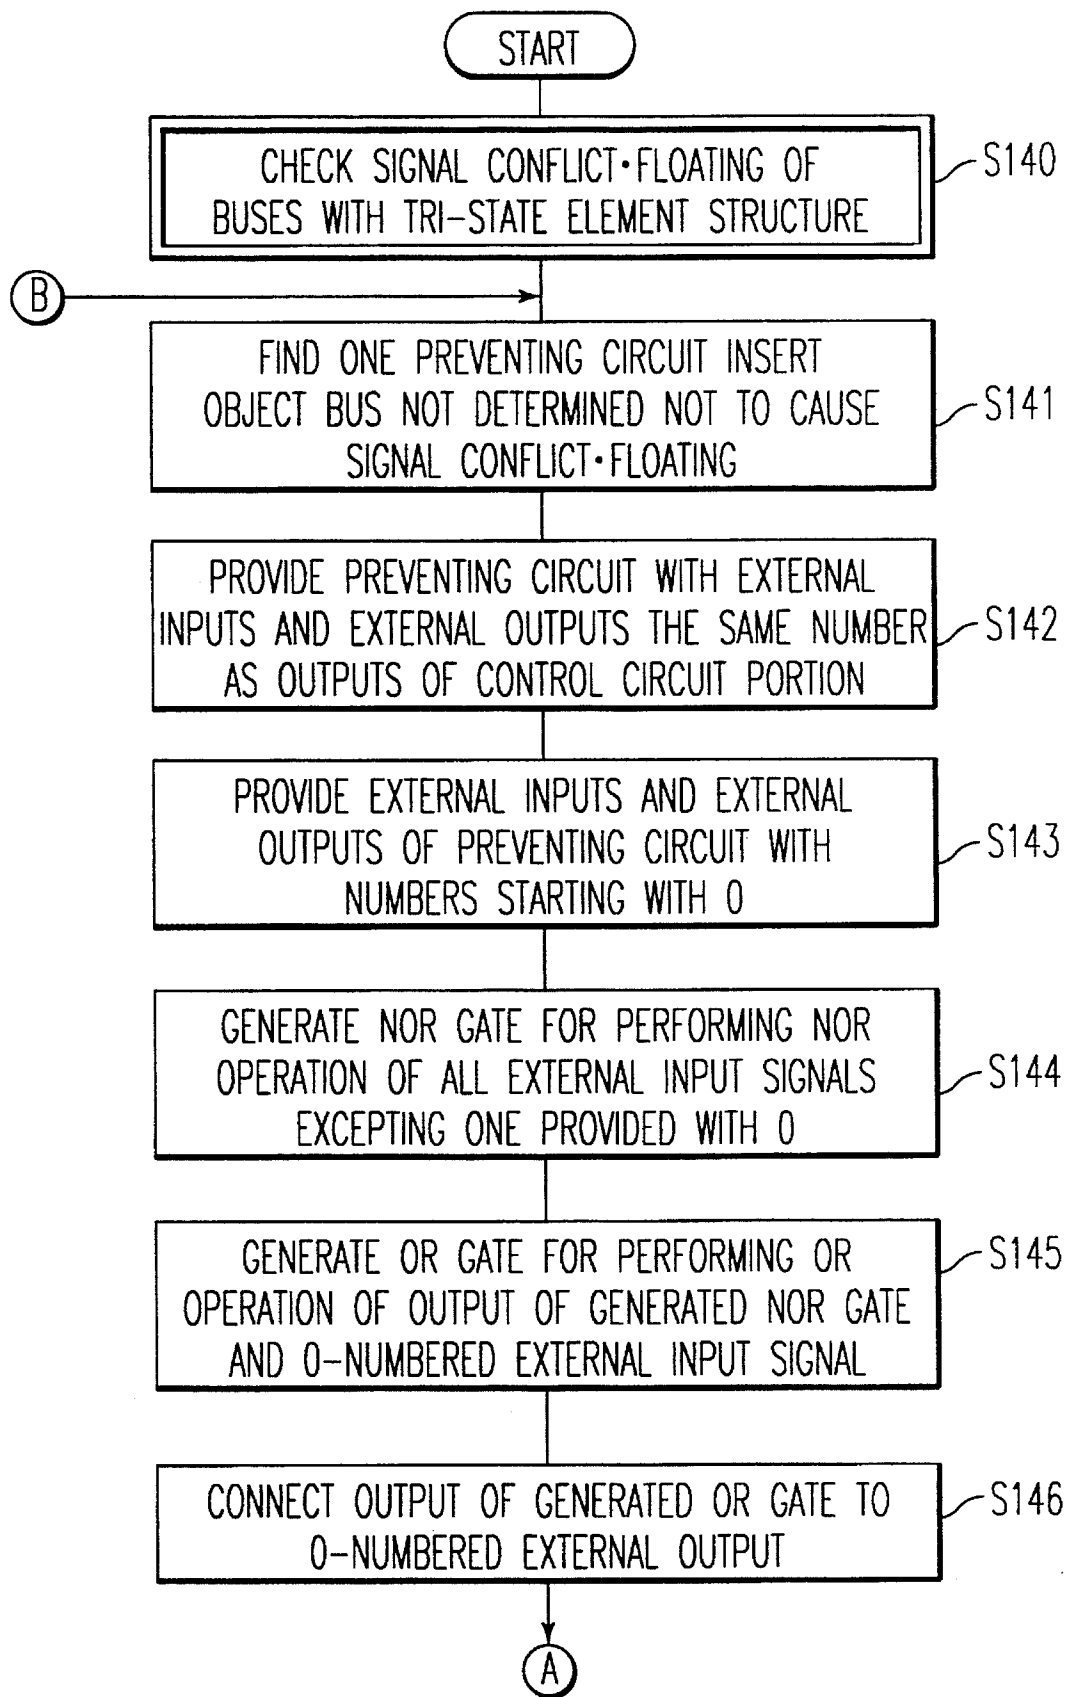 START
CHECK SIGNAL CONFLICT·FLOATING OF
BUSES WITH TRI-STATE ELEMENT STRUCTURE
S140
B
FIND ONE PREVENTING CIRCUIT INSERT
OBJECT BUS NOT DETERMINED NOT TO CAUSE
SIGNAL CONFLICT·FLOATING
S141
PROVIDE PREVENTING CIRCUIT WITH EXTERNAL
INPUTS AND EXTERNAL OUTPUTS THE SAME NUMBER
AS OUTPUTS OF CONTROL CIRCUIT PORTION
S142
PROVIDE EXTERNAL INPUTS AND EXTERNAL
OUTPUTS OF PREVENTING CIRCUIT WITH
NUMBERS STARTING WITH 0
S143
GENERATE NOR GATE FOR PERFORMING NOR
OPERATION OF ALL EXTERNAL INPUT SIGNALS
EXCEPTING ONE PROVIDED WITH 0
S144
GENERATE OR GATE FOR PERFORMING OR
OPERATION OF OUTPUT OF GENERATED NOR GATE
AND 0-NUMBERED EXTERNAL INPUT SIGNAL
S145
CONNECT OUTPUT OF GENERATED OR GATE TO
0-NUMBERED EXTERNAL OUTPUT
S146
A